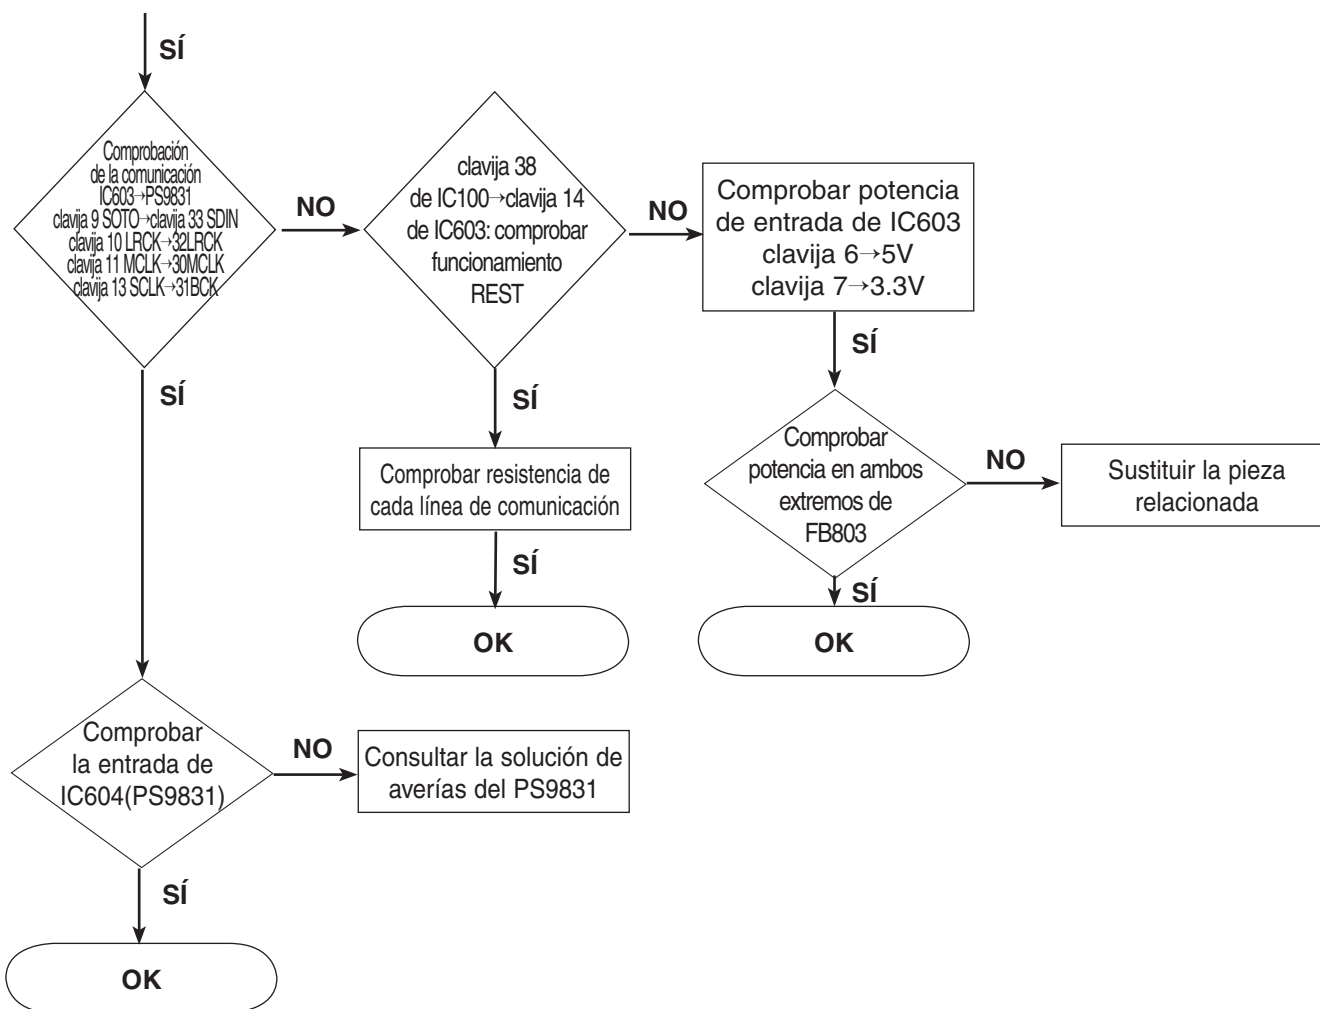 SÍ
Comprobación
de la comunicación
IC603→PS9831
clavija 9 SOTO→clavija 33 SDIN
clavija 10 LRCK→32LRCK
clavija 11 MCLK→30MCLK
clavija 13 SCLK→31BCK
NO
clavija 38
de IC100→clavija 14
de IC603: comprobar
funcionamiento
REST
NO
Comprobar potencia
de entrada de IC603
clavija 6→5V
clavija 7→3.3V
SÍ
SÍ
SÍ
Comprobar resistencia de
cada línea de comunicación
SÍ
OK
Comprobar
potencia en ambos
extremos de
FB803
NO
Sustituir la pieza
relacionada
SÍ
OK
Comprobar
la entrada de
IC604(PS9831)
NO
Consultar la solución de
averías del PS9831
SÍ
OK